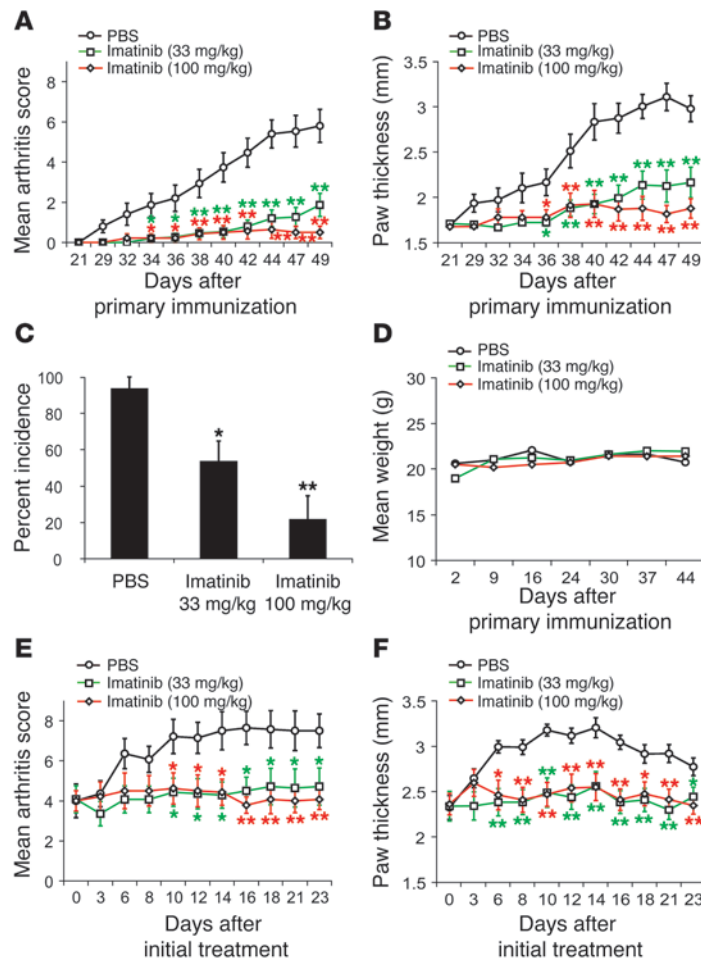 A
PBS
Imatinib (33 mg/kg)
Imatinib (100 mg/kg)
Mean arthritis score
8
6
4
2
0
** ** ** ** **
* * ** ** ** ** ** **
* *
21 29 32 34 36 38 40 42 44 47 49
Days after
primary immunization
B
PBS
Imatinib (33 mg/kg)
Imatinib (100 mg/kg)
Paw thickness (mm)
3.5
3
2.5
2
1.5
* ** ** ** ** ** **
* ** ** ** ** ** **
21 29 32 34 36 38 40 42 44 47 49
Days after
primary immunization
C
Percent incidence
100
80
60
40
20
0
*
**
PBS
Imatinib
33 mg/kg
Imatinib
100 mg/kg
D
PBS
Imatinib (33 mg/kg)
Imatinib (100 mg/kg)
Mean weight (g)
30
25
20
15
10
2 9 16 24 30 37 44
Days after
primary immunization
E
PBS
Imatinib (33 mg/kg)
Imatinib (100 mg/kg)
Mean arthritis score
8
6
4
2
0
* * * * * * *
* * * ** ** ** **
0 3 6 8 10 12 14 16 18 21 23
Days after
initial treatment
F
PBS
Imatinib (33 mg/kg)
Imatinib (100 mg/kg)
Paw thickness (mm)
3.5
3
2.5
2
1.5
* ** ** ** ** ** * ** *
** ** ** ** ** ** ** ** **
0 3 6 8 10 12 14 16 18 21 23
Days after
initial treatment